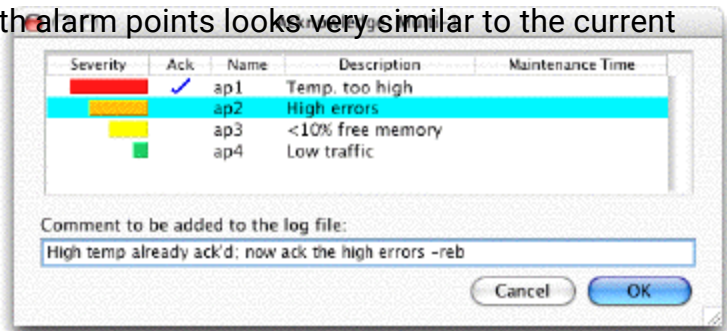 th alarm points looks very similar to the current
Severity Ack Name Description Maintenance Time
ap1 Temp. too high
ap2 High errors
ap3 <10% free memory
ap4 Low traffic
Comment to be added to the log file:
High temp already ack'd; now ack the high errors -reb
Cancel OK